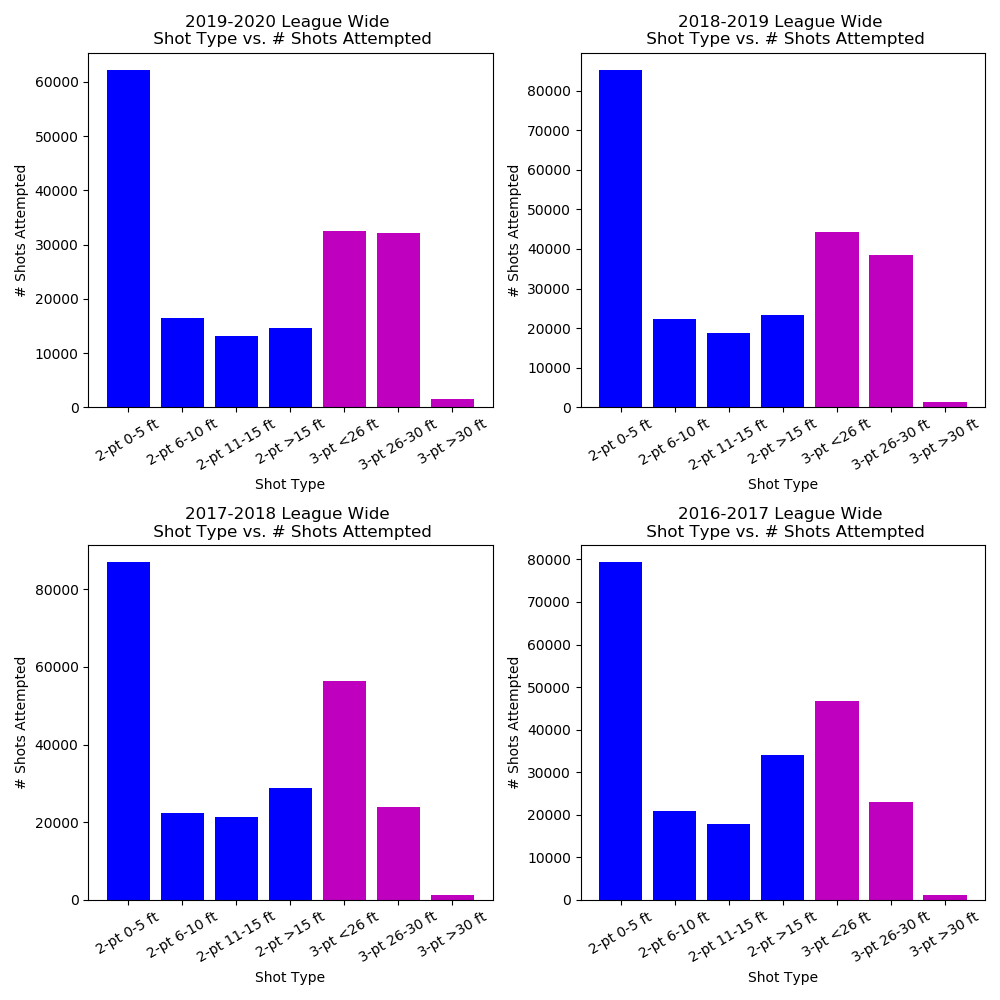 2019-2020 League Wide
Shot Type vs. # Shots Attempted
# Shots Attempted
60000
50000
40000
30000
20000
10000
0
2-pt 0-5 ft
2-pt 6-10 ft
2-pt 11-15 ft
2-pt >15 ft
3-pt <26 ft
3-pt 26-30 ft
3-pt >30 ft
Shot Type
2018-2019 League Wide
Shot Type vs. # Shots Attempted
# Shots Attempted
80000
70000
60000
50000
40000
30000
20000
10000
0
2-pt 0-5 ft
2-pt 6-10 ft
2-pt 11-15 ft
2-pt >15 ft
3-pt <26 ft
3-pt 26-30 ft
3-pt >30 ft
Shot Type
2017-2018 League Wide
Shot Type vs. # Shots Attempted
# Shots Attempted
80000
60000
40000
20000
0
2-pt 0-5 ft
2-pt 6-10 ft
2-pt 11-15 ft
2-pt >15 ft
3-pt <26 ft
3-pt 26-30 ft
3-pt >30 ft
Shot Type
2016-2017 League Wide
Shot Type vs. # Shots Attempted
# Shots Attempted
80000
70000
60000
50000
40000
30000
20000
10000
0
2-pt 0-5 ft
2-pt 6-10 ft
2-pt 11-15 ft
2-pt >15 ft
3-pt <26 ft
3-pt 26-30 ft
3-pt >30 ft
Shot Type